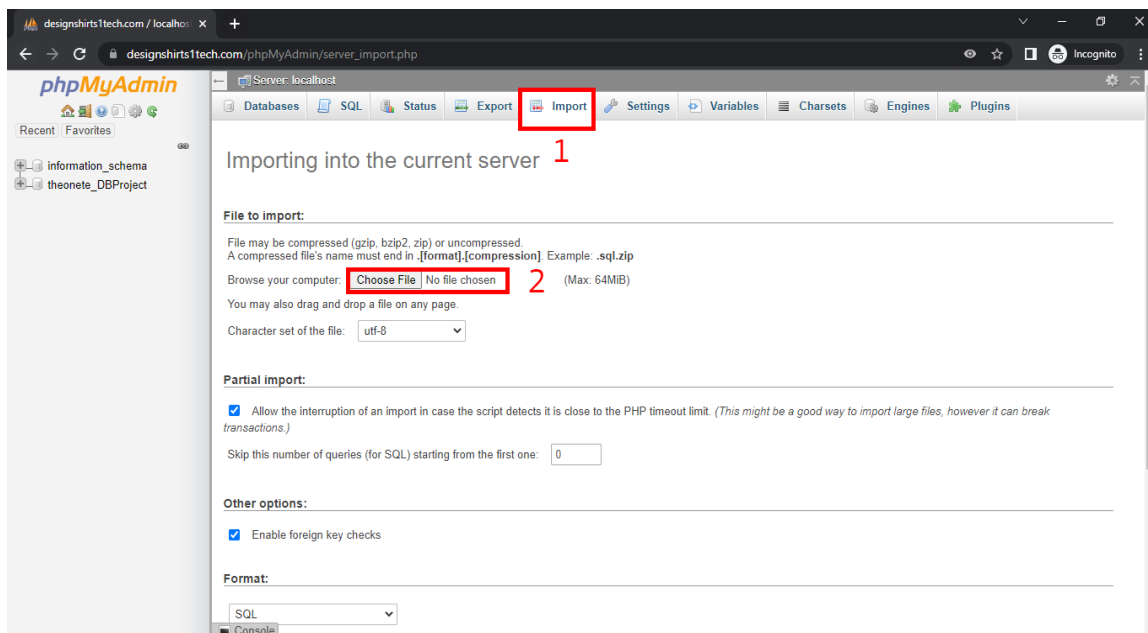 designshirts1tech.com / localhos
designshirts1tech.com/phpMyAdmin/server_import.php
Incognito
phpMyAdmin
Recent Favorites
information_schema
theonete_DBProject
Server: localhost
Databases SQL Status Export Import Settings Variables Charsets Engines Plugins
1
Importing into the current server
File to import:
File may be compressed (gzip, bzip2, zip) or uncompressed.
A compressed file's name must end in .[format].[compression]. Example: .sql.zip
Browse your computer: Choose File No file chosen 2 (Max: 64MiB)
You may also drag and drop a file on any page.
Character set of the file: utf-8
Partial import:
Allow the interruption of an import in case the script detects it is close to the PHP timeout limit. (This might be a good way to import large files, however it can break
transactions.)
Skip this number of queries (for SQL) starting from the first one: 0
Other options:
Enable foreign key checks
Format:
SQL
Console